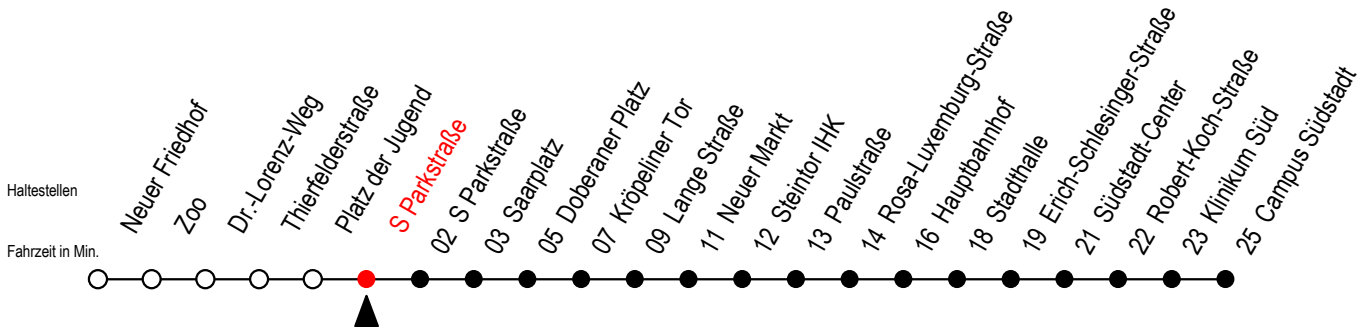 Haltestellen
Fahrzeit in Min.
Neuer Friedhof
Zoo
Dr.-Lorenz-Weg
Thierfelderstraße
Platz der Jugend
S Parkstraße
02 S Parkstraße
03 Saarplatz
05 Doberaner Platz
07 Kröpeliner Tor
09 Lange Straße
11 Neuer Markt
12 Steintor IHK
13 Paulstraße
14 Rosa-Luxemburg-Straße
16 Hauptbahnhof
18 Stadthalle
19 Erich-Schlesinger-Straße
21 Südstadt-Center
22 Robert-Koch-Straße
23 Klinikum Süd
25 Campus Südstadt